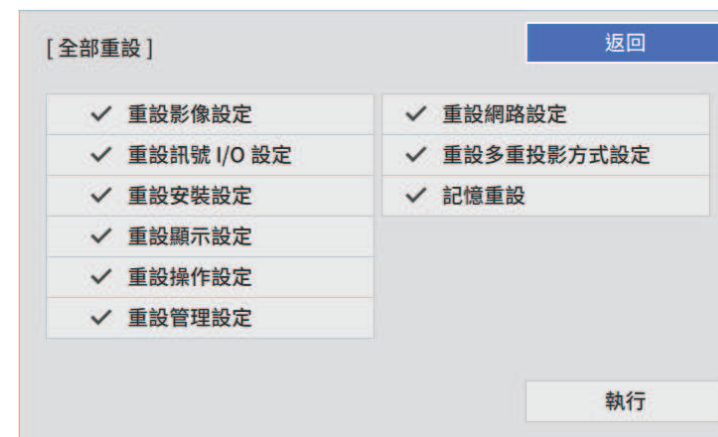 [全部重設]
返回
✓ 重設影像設定
✓ 重設訊號 I/O 設定
✓ 重設安裝設定
✓ 重設顯示設定
✓ 重設操作設定
✓ 重設管理設定
✓ 重設網路設定
✓ 重設多重投影方式設定
✓ 記憶重設
執行